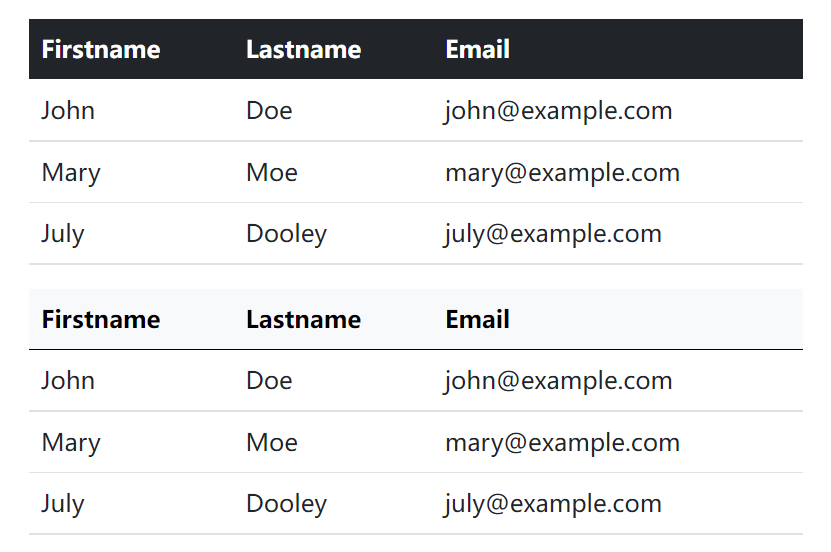 Firstname Lastname Email
John Doe john@example.com
Mary Moe mary@example.com
July Dooley july@example.com
Firstname Lastname Email
John Doe john@example.com
Mary Moe mary@example.com
July Dooley july@example.com